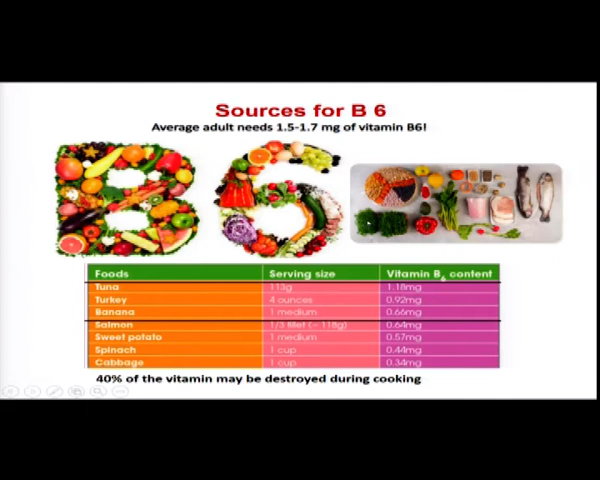 Sources for B 6
Average adult needs 1.5-1.7 mg of vitamin B6!
B6
Foods Serving size Vitamin B6 content
Tuna 113g 1.18mg
Turkey 4 ounces 0.92mg
Banana 1 medium 0.66mg
Salmon 1/3 fillet (~ 118g) 0.64mg
Sweet potato 1 medium 0.57mg
Spinach 1 cup 0.44mg
Cabbage 1 cup 0.34mg
40% of the vitamin may be destroyed during cooking